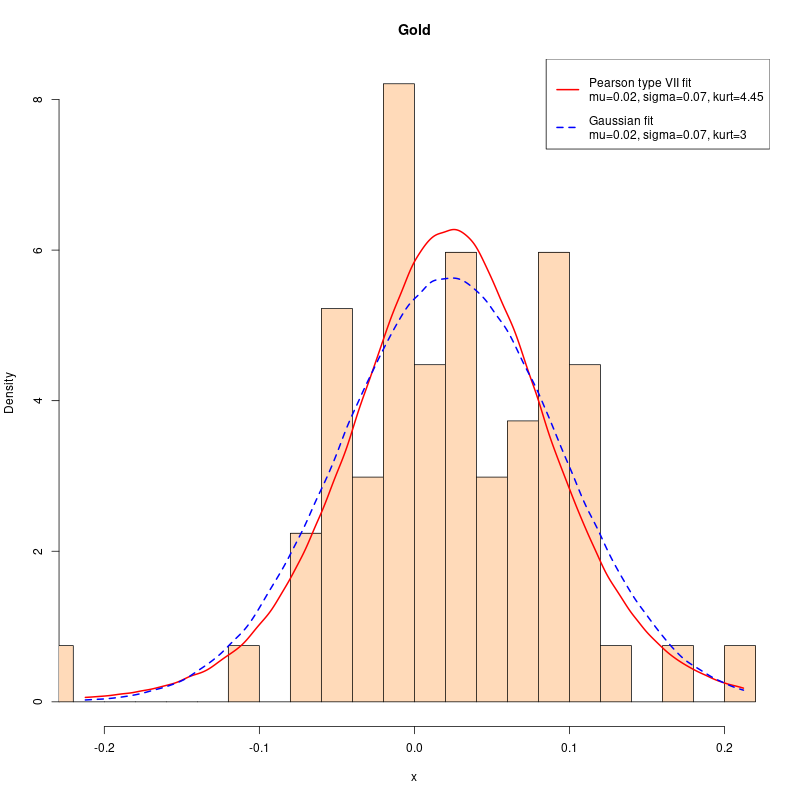 Gold
Pearson type VII fit
mu=0.02, sigma=0.07, kurt=4.45
Gaussian fit
mu=0.02, sigma=0.07, kurt=3
8
6
4
2
0
Density
-0.2 -0.1 0.0 0.1 0.2
x